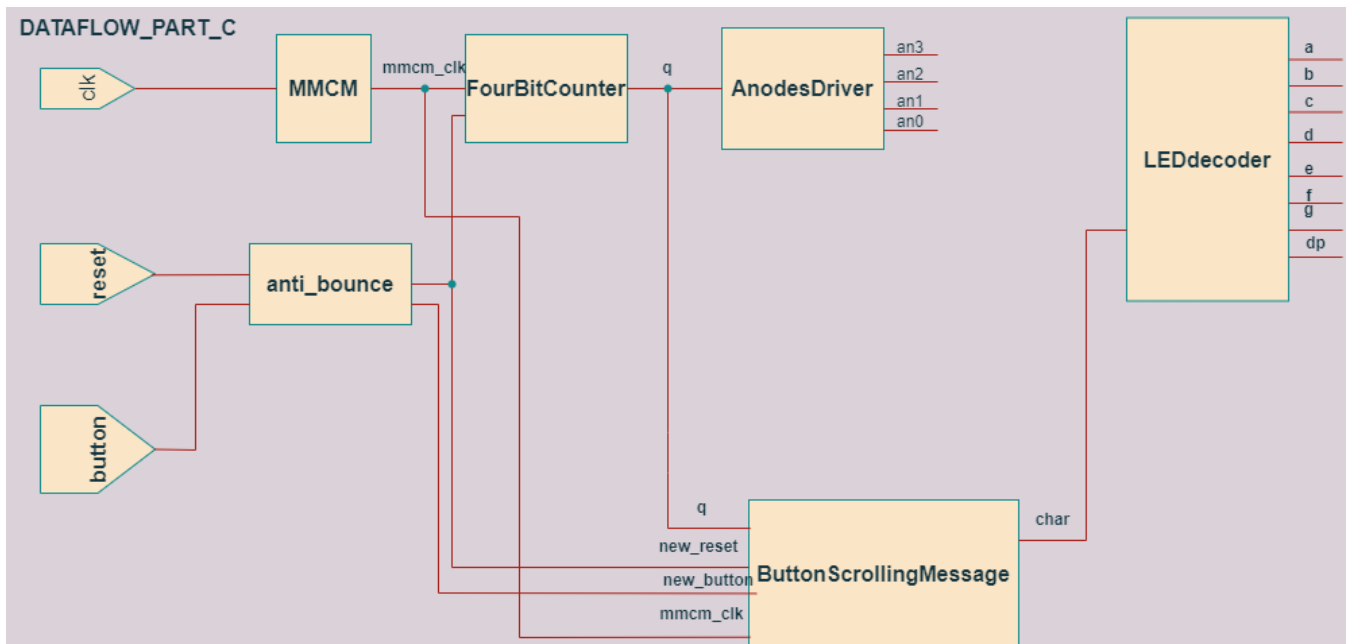 DATAFLOW_PART_C
clk
MMCM
mmcm_clk
FourBitCounter
q
AnodesDriver
an3
an2
an1
an0
LEDdecoder
a
b
c
d
e
f
g
dp
reset
anti_bounce
button
q
new_reset
new_button
mmcm_clk
ButtonScrollingMessage
char